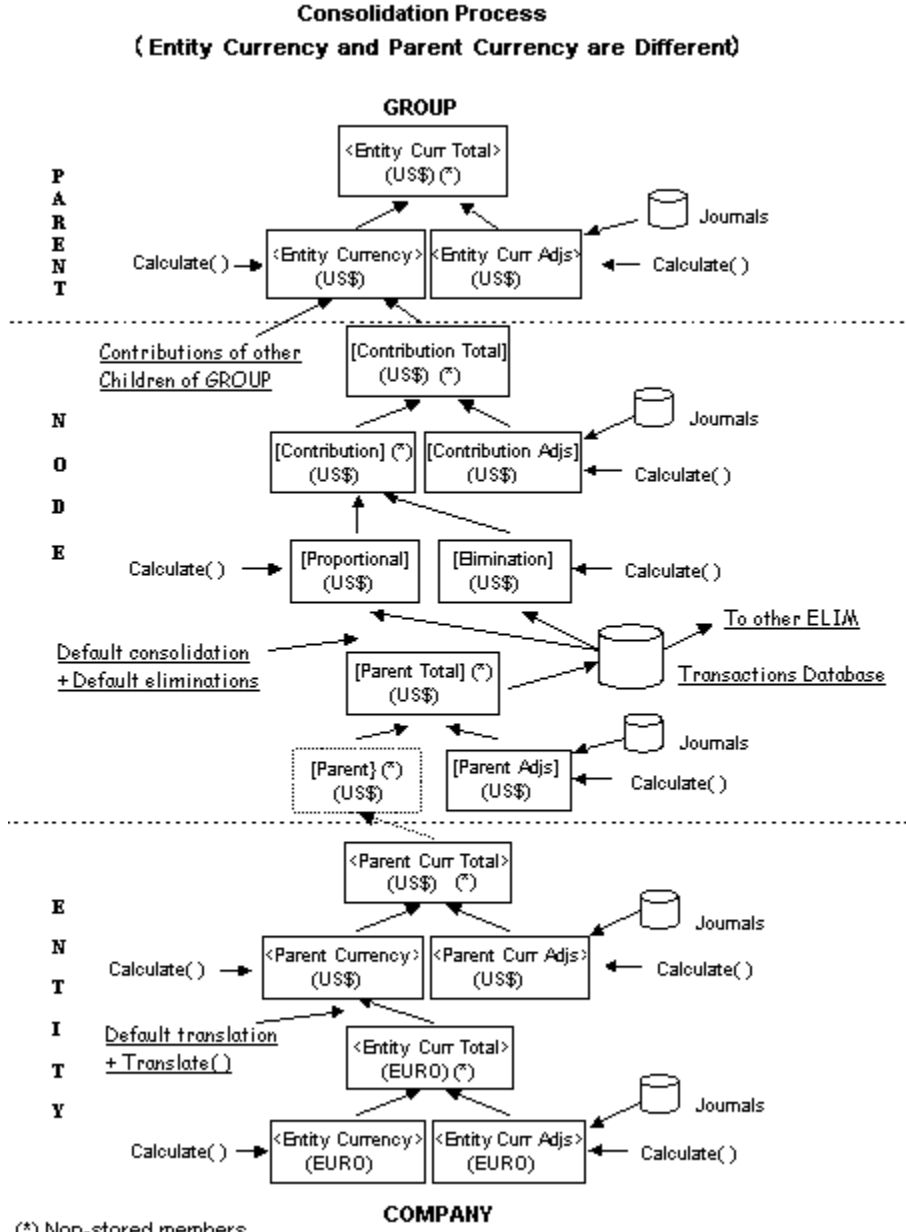 Consolidation Process
( Entity Currency and Parent Currency are Different)
GROUP
<Entity Curr Total>
(US$) (*)
PARENT
Journals
Calculate( )
<Entity Currency>
(US$)
<Entity Curr Adjs>
(US$)
Calculate( )
Contributions of other
Children of GROUP
[Contribution Total]
(US$) (*)
NODE
Journals
[Contribution] (*)
(US$)
[Contribution Adjs]
(US$)
Calculate( )
Calculate( )
[Proportional]
(US$)
[Elimination]
(US$)
Calculate( )
To other ELIM
Default consolidation
+ Default eliminations
[Parent Total] (*)
(US$)
Transactions Database
Journals
[Parent} (*)
(US$)
[Parent Adjs]
(US$)
Calculate( )
<Parent Curr Total>
(US$) (*)
ENTITY
Journals
Calculate( )
<Parent Currency>
(US$)
<Parent Curr Adjs>
(US$)
Calculate( )
Default translation
+ Translate( )
<Entity Curr Total>
(EURO) (*)
Journals
Calculate( )
<Entity Currency>
(EURO)
<Entity Curr Adjs>
(EURO)
Calculate( )
COMPANY
(*) Non-stored members